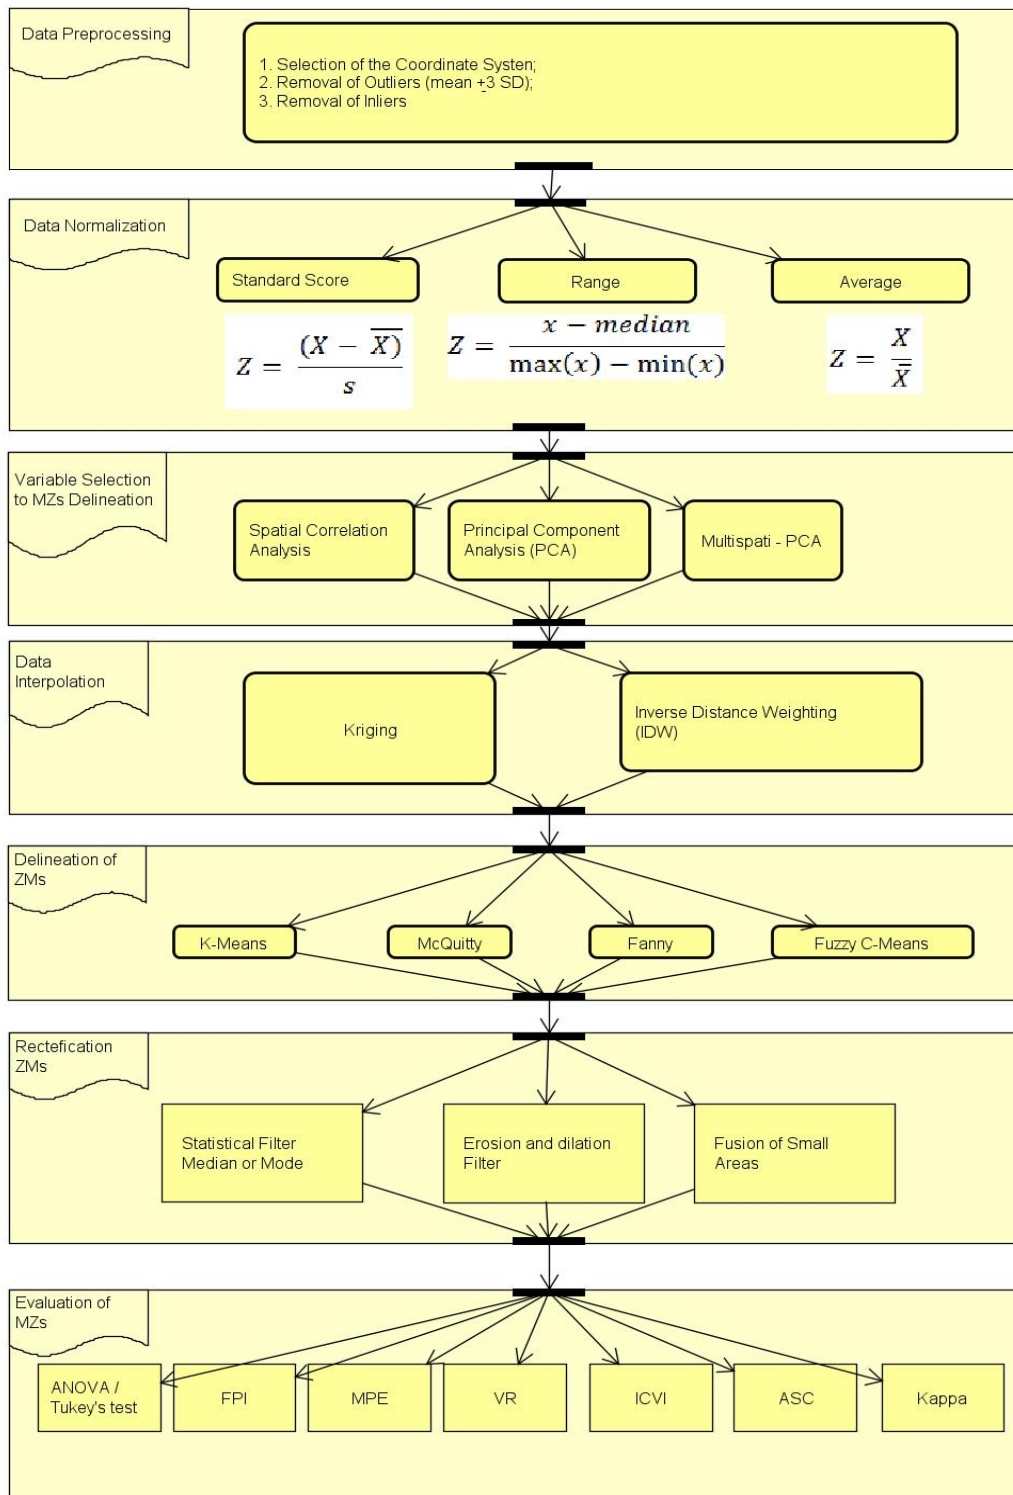 Data Preprocessing
1. Selection of the Coordinate Systen;
2. Removal of Outliers (mean ±3 SD);
3. Removal of Inliers
Data Normalization
Standard Score
Range
Average
Z = (X − X̅) / s
Z = x − median / max(x) − min(x)
Z = X / X̅
Variable Selection
to MZs Delineation
Spatial Correlation
Analysis
Principal Component
Analysis (PCA)
Multispati - PCA
Data
Interpolation
Kriging
Inverse Distance Weighting
(IDW)
Delineation of
ZMs
K-Means
McQuitty
Fanny
Fuzzy C-Means
Rectefication
ZMs
Statistical Filter
Median or Mode
Erosion and dilation
Filter
Fusion of Small
Areas
Evaluation of
MZs
ANOVA /
Tukey's test
FPI
MPE
VR
ICVI
ASC
Kappa